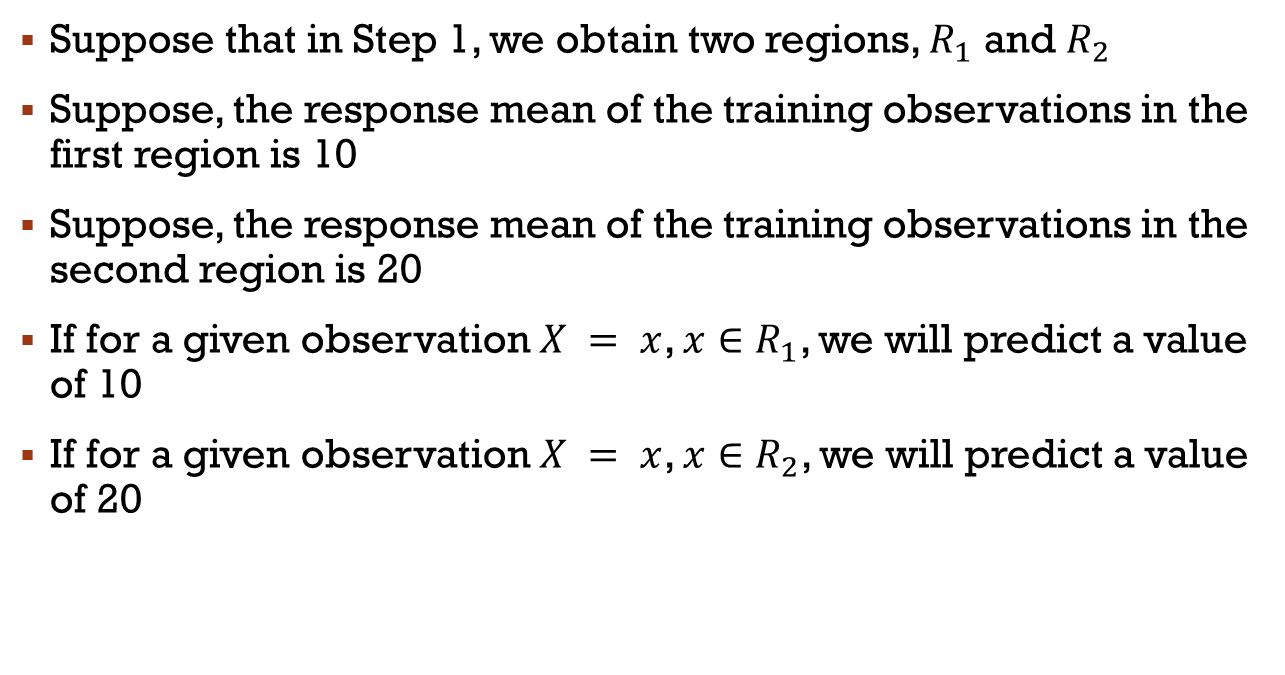 ▪ Suppose that in Step 1, we obtain two regions, R₁ and R₂
▪ Suppose, the response mean of the training observations in the
first region is 10
▪ Suppose, the response mean of the training observations in the
second region is 20
▪ If for a given observation X = x, x ∈ R₁, we will predict a value
of 10
▪ If for a given observation X = x, x ∈ R₂, we will predict a value
of 20